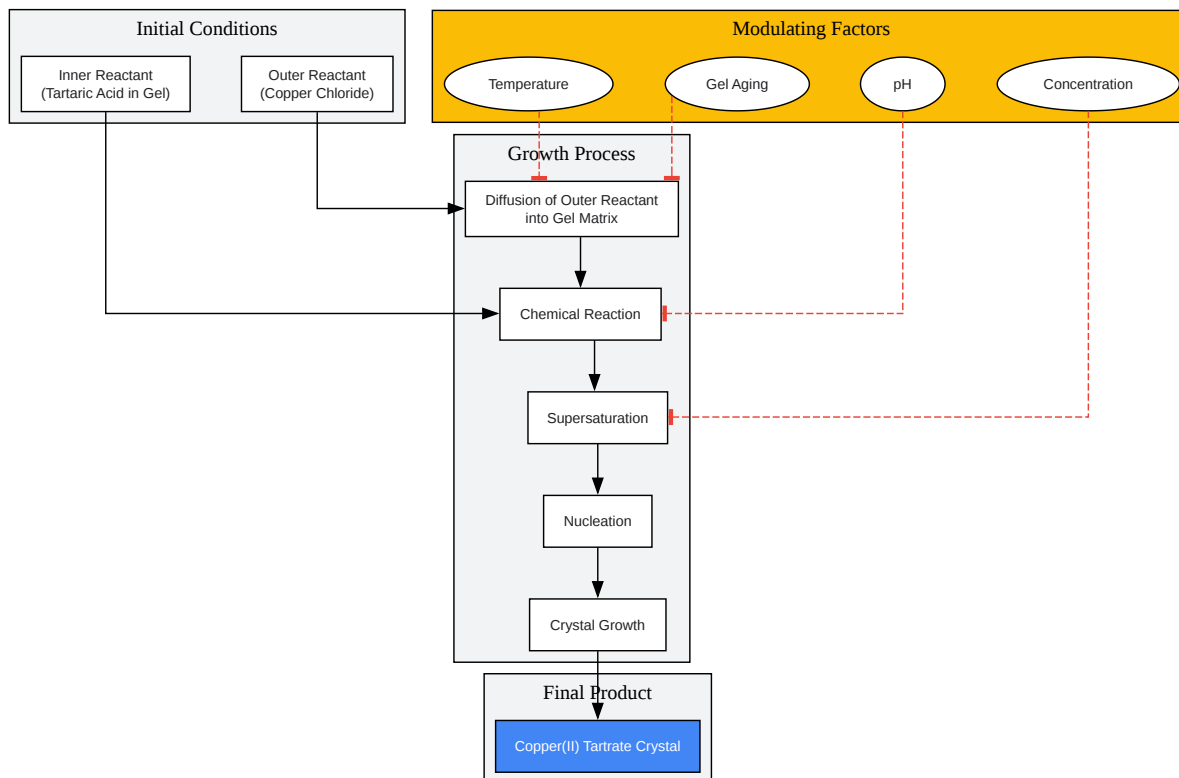 Initial Conditions
Inner Reactant
(Tartaric Acid in Gel)
Outer Reactant
(Copper Chloride)
Modulating Factors
Temperature
Gel Aging
pH
Concentration
Growth Process
Diffusion of Outer Reactant
into Gel Matrix
Chemical Reaction
Supersaturation
Nucleation
Crystal Growth
Final Product
Copper(II) Tartrate Crystal